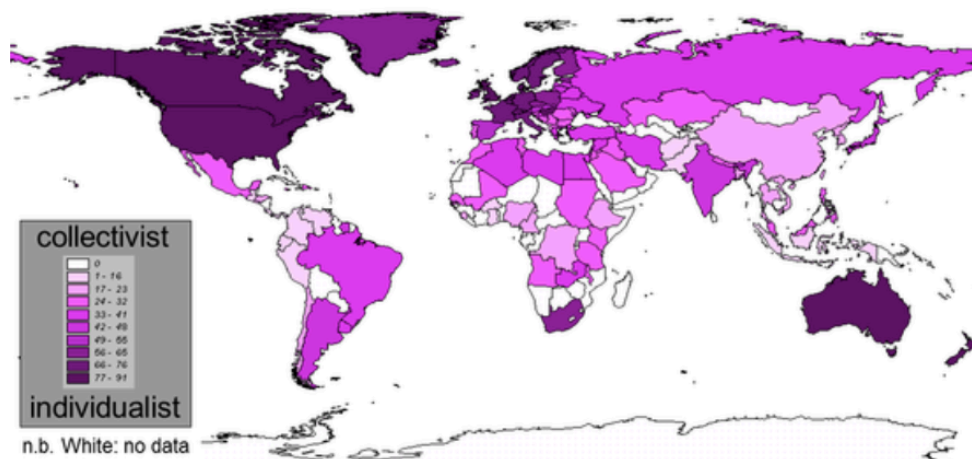 collectivist
0
1 - 16
17 - 23
24 - 32
33 - 41
42 - 48
49 - 55
56 - 65
66 - 76
77 - 91
individualist
n.b. White: no data